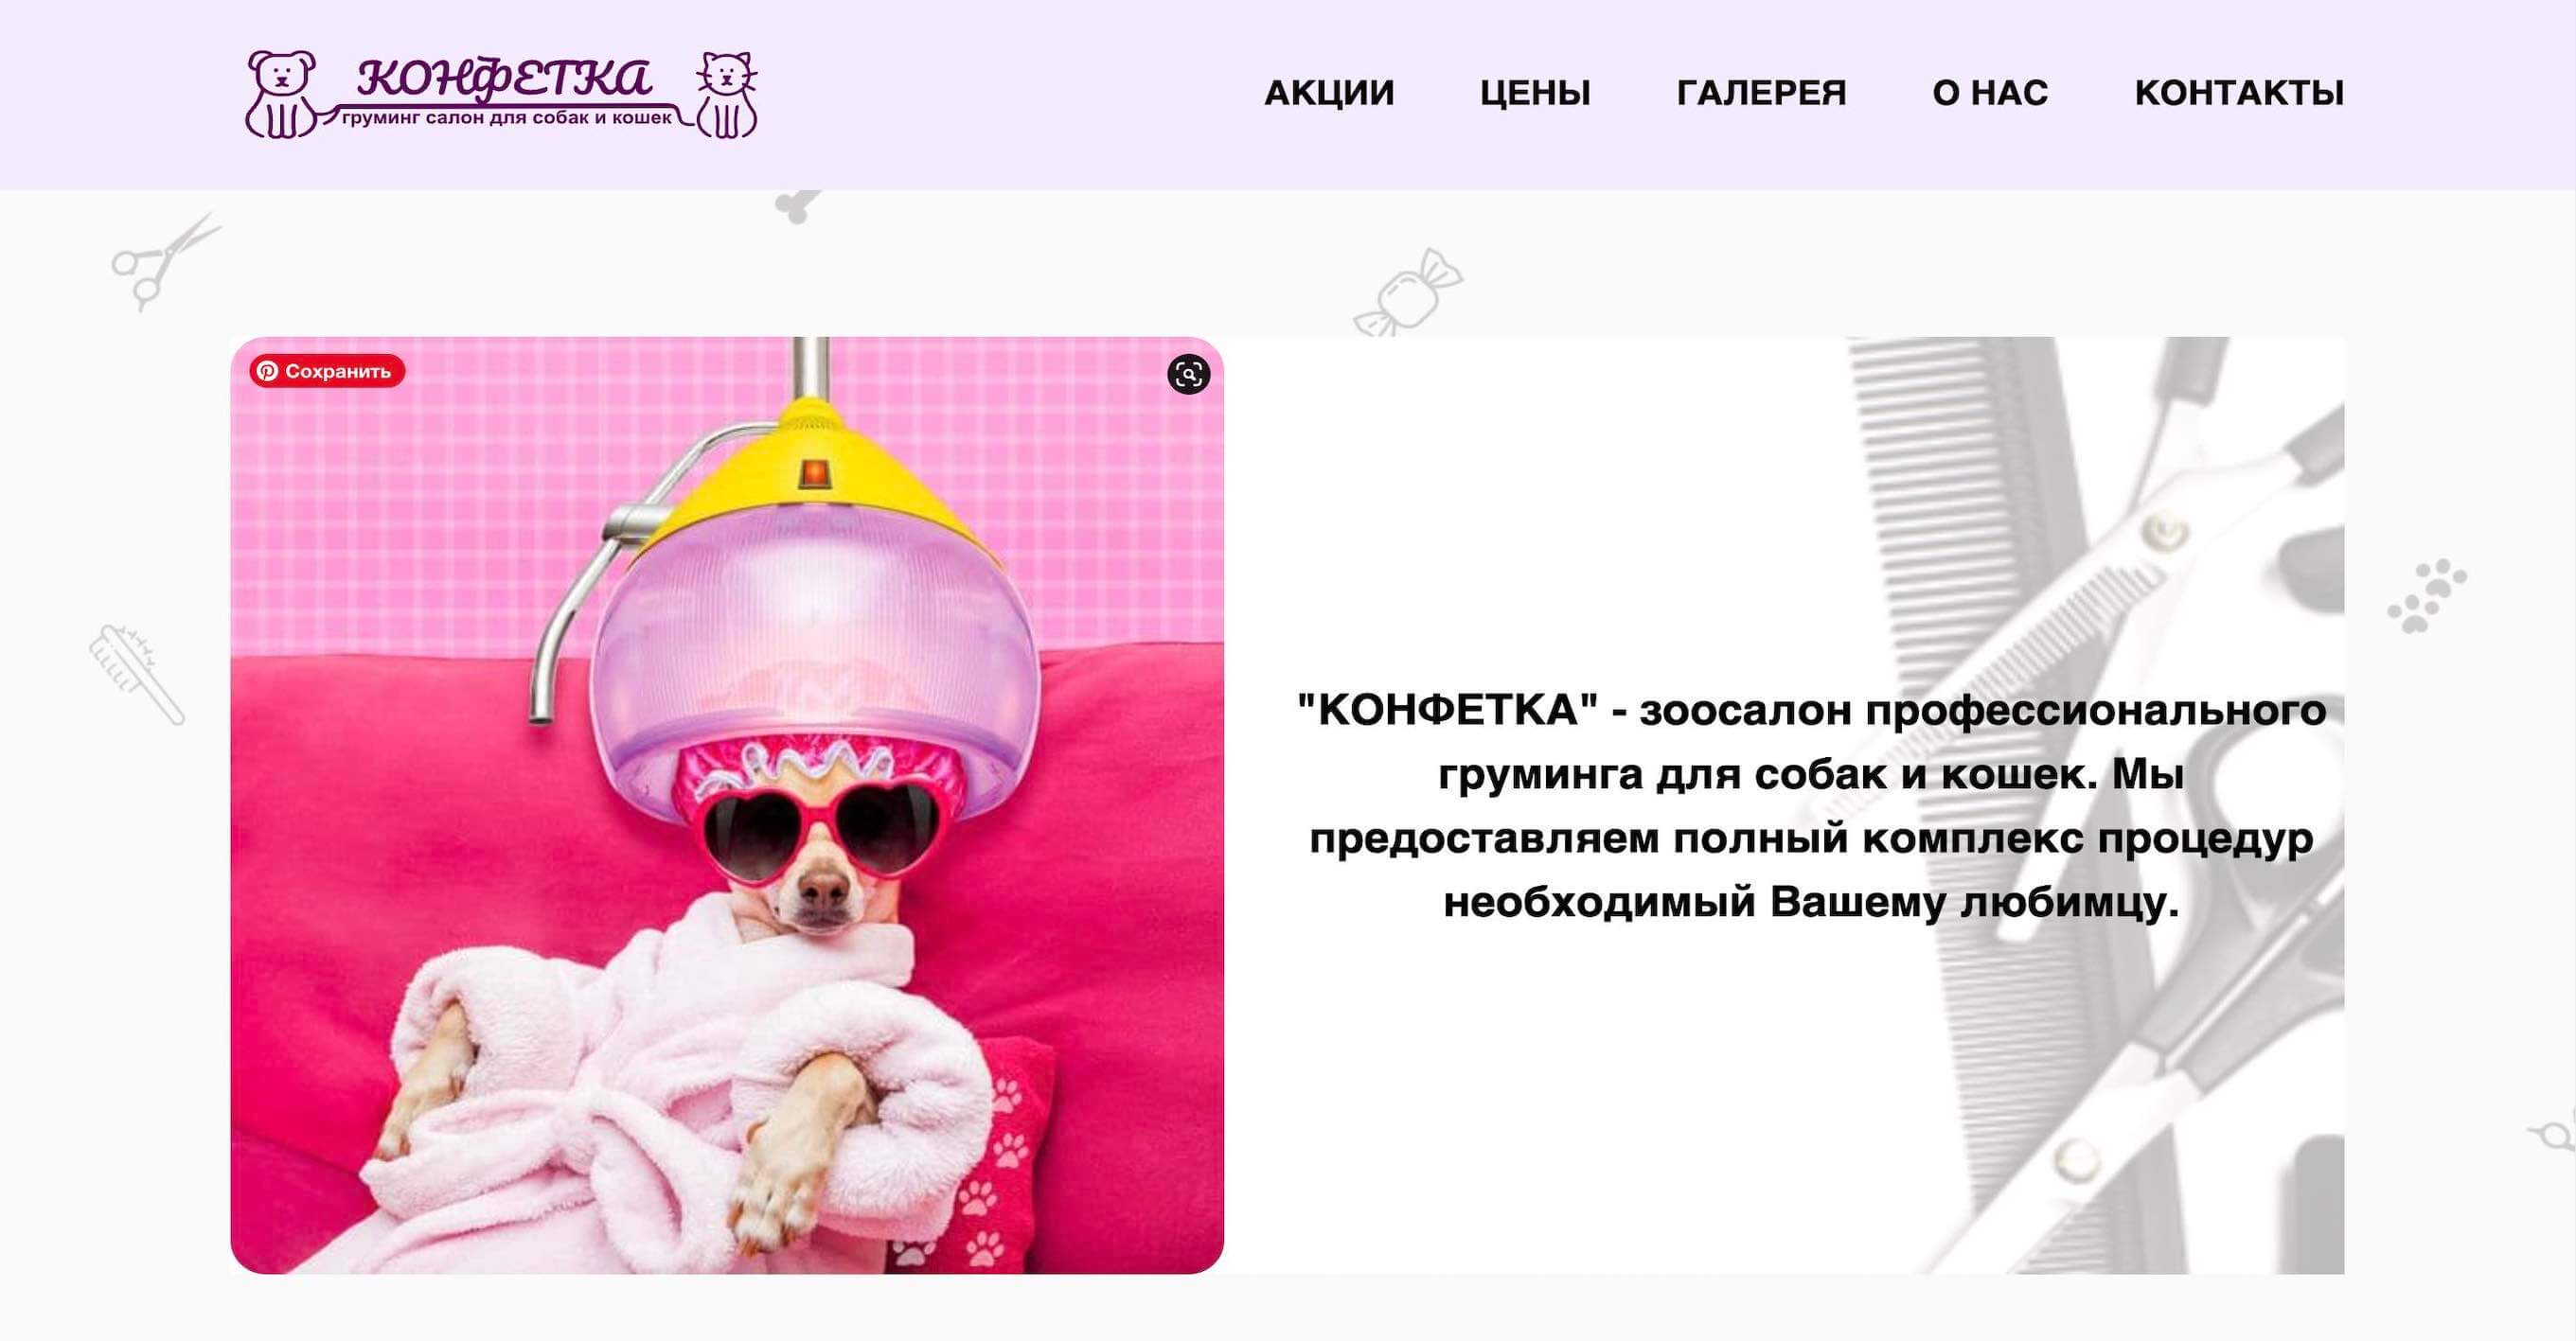 КОНФЕТКА
груминг салон для собак и кошек
АКЦИИ ЦЕНЫ ГАЛЕРЕЯ О НАС КОНТАКТЫ
Сохранить
"КОНФЕТКА" - зоосалон профессионального
груминга для собак и кошек. Мы
предоставляем полный комплекс процедур
необходимый Вашему любимцу.